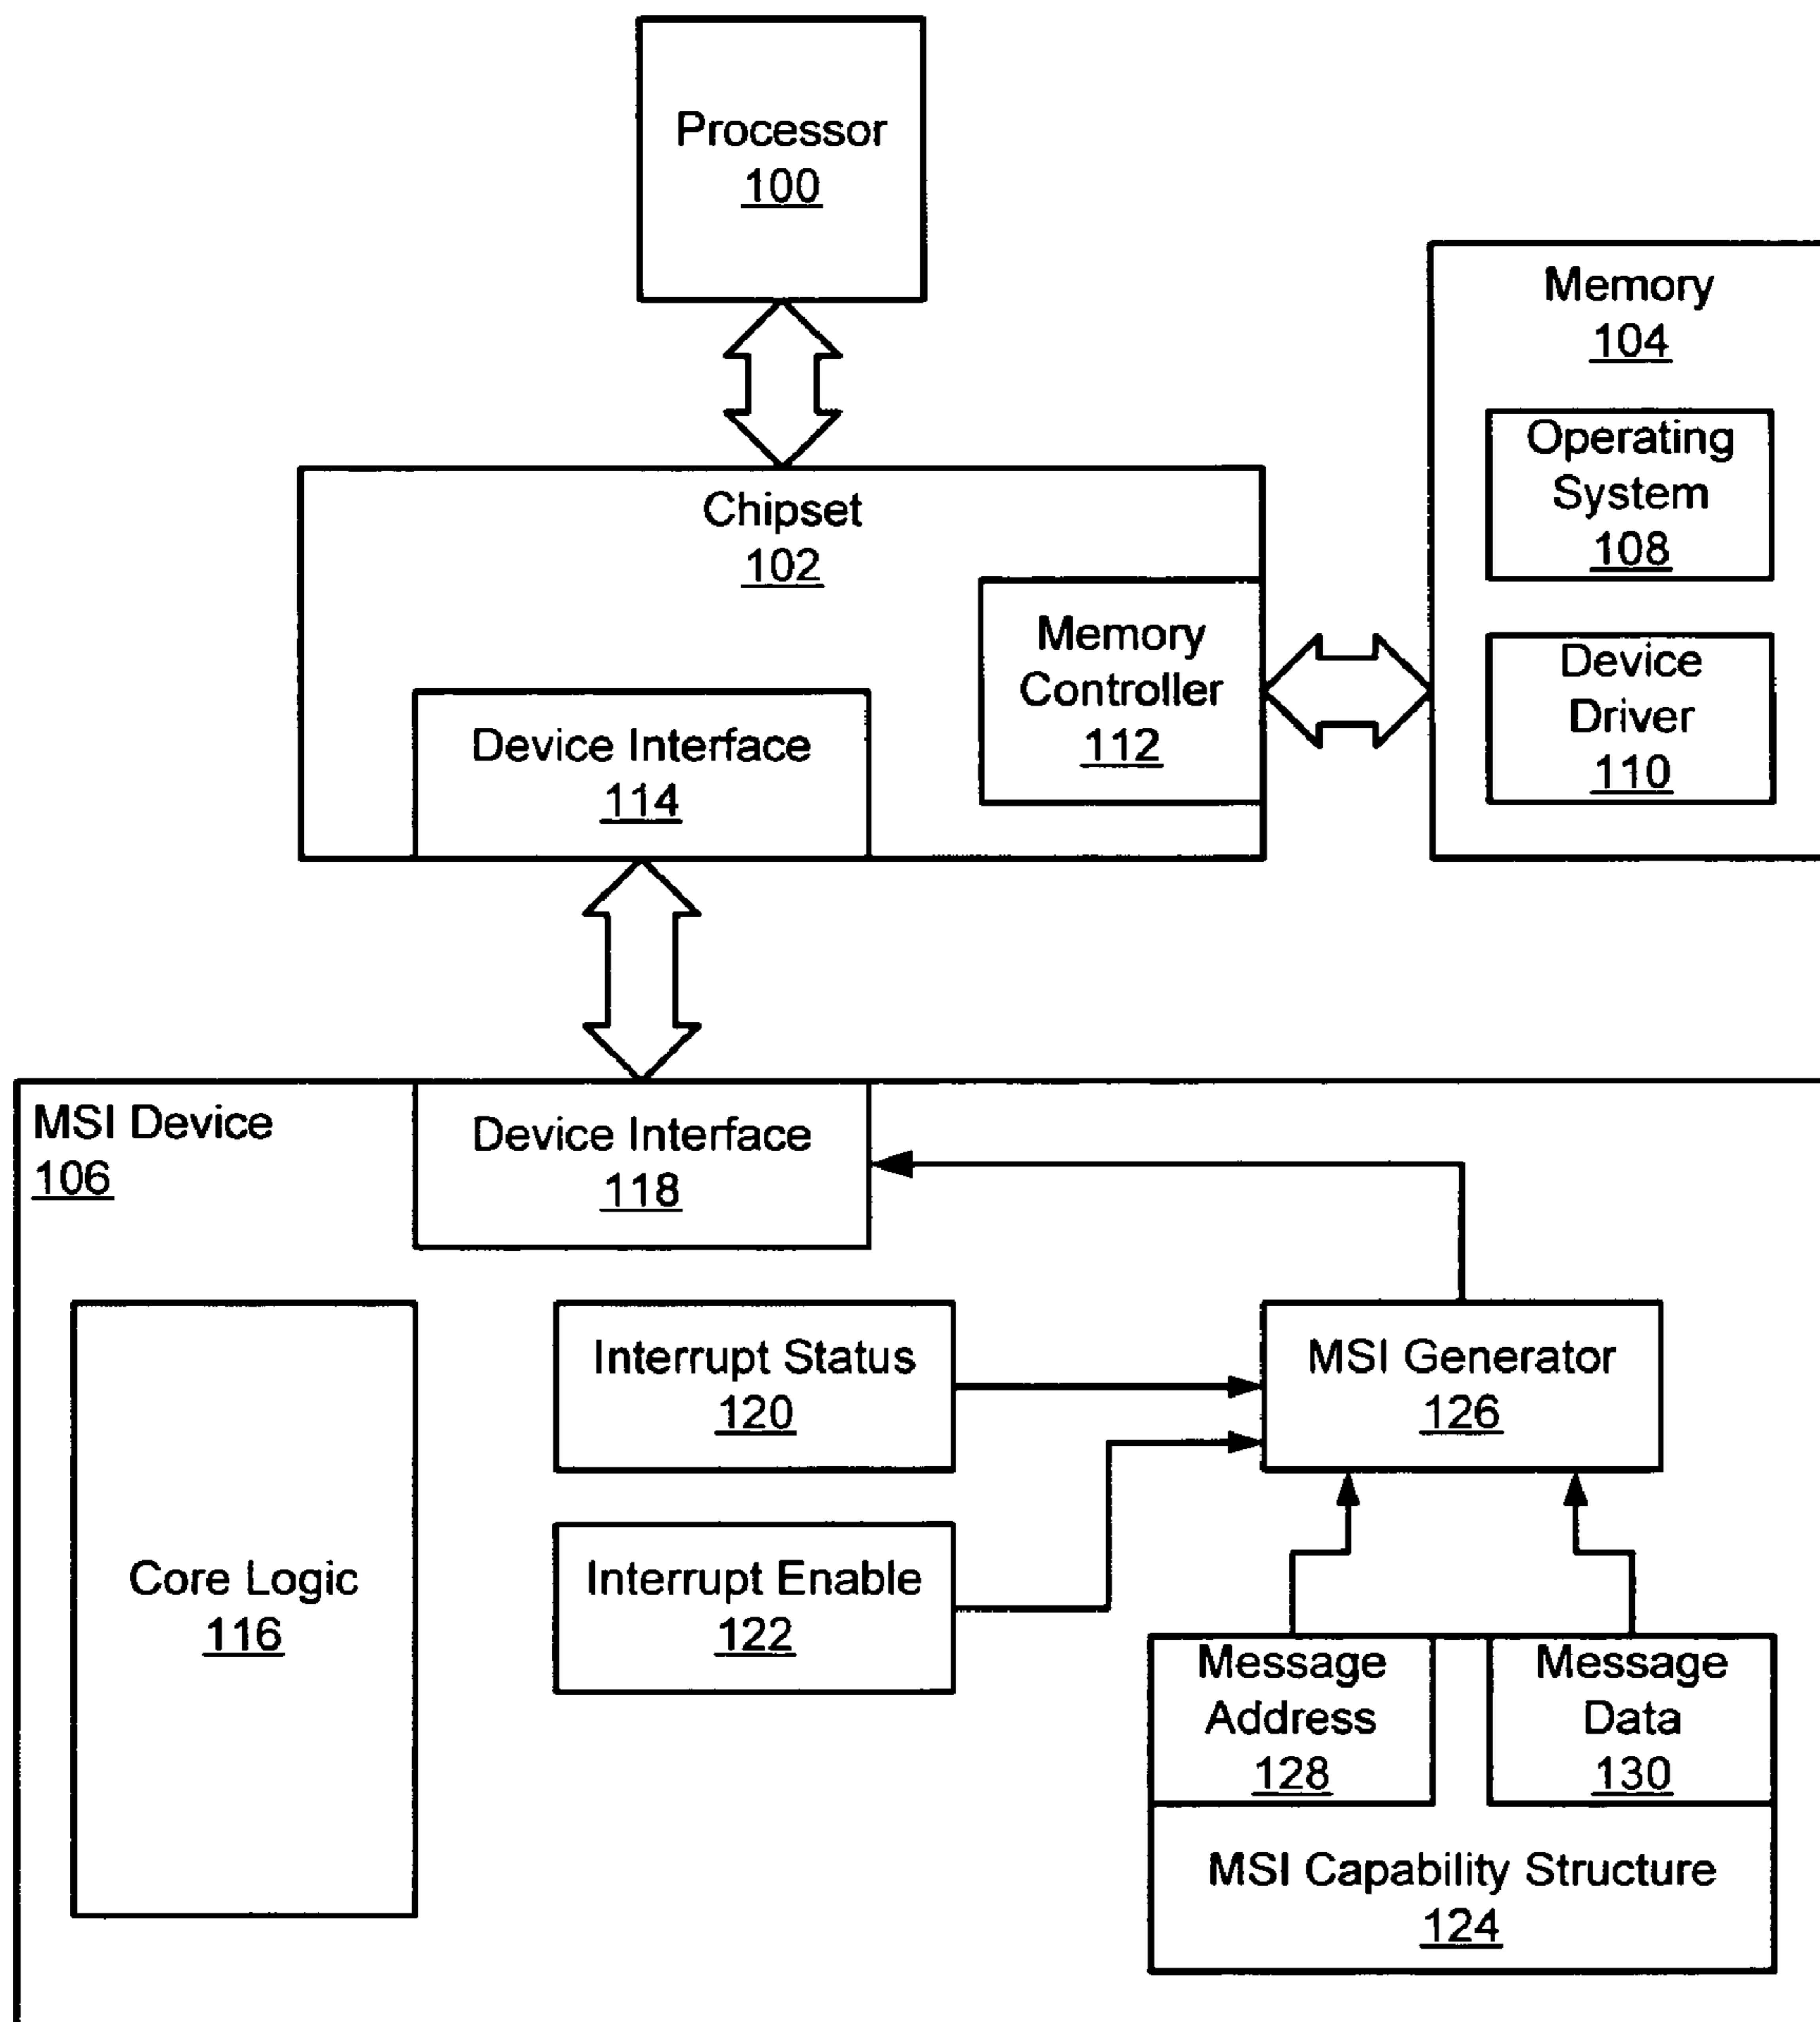 Processor
100
Memory
104
Operating
System
108
Device
Driver
110
Chipset
102
Memory
Controller
112
Device Interface
114
MSI Device
106
Device Interface
118
Core Logic
116
Interrupt Status
120
Interrupt Enable
122
MSI Generator
126
Message
Address
128
Message
Data
130
MSI Capability Structure
124